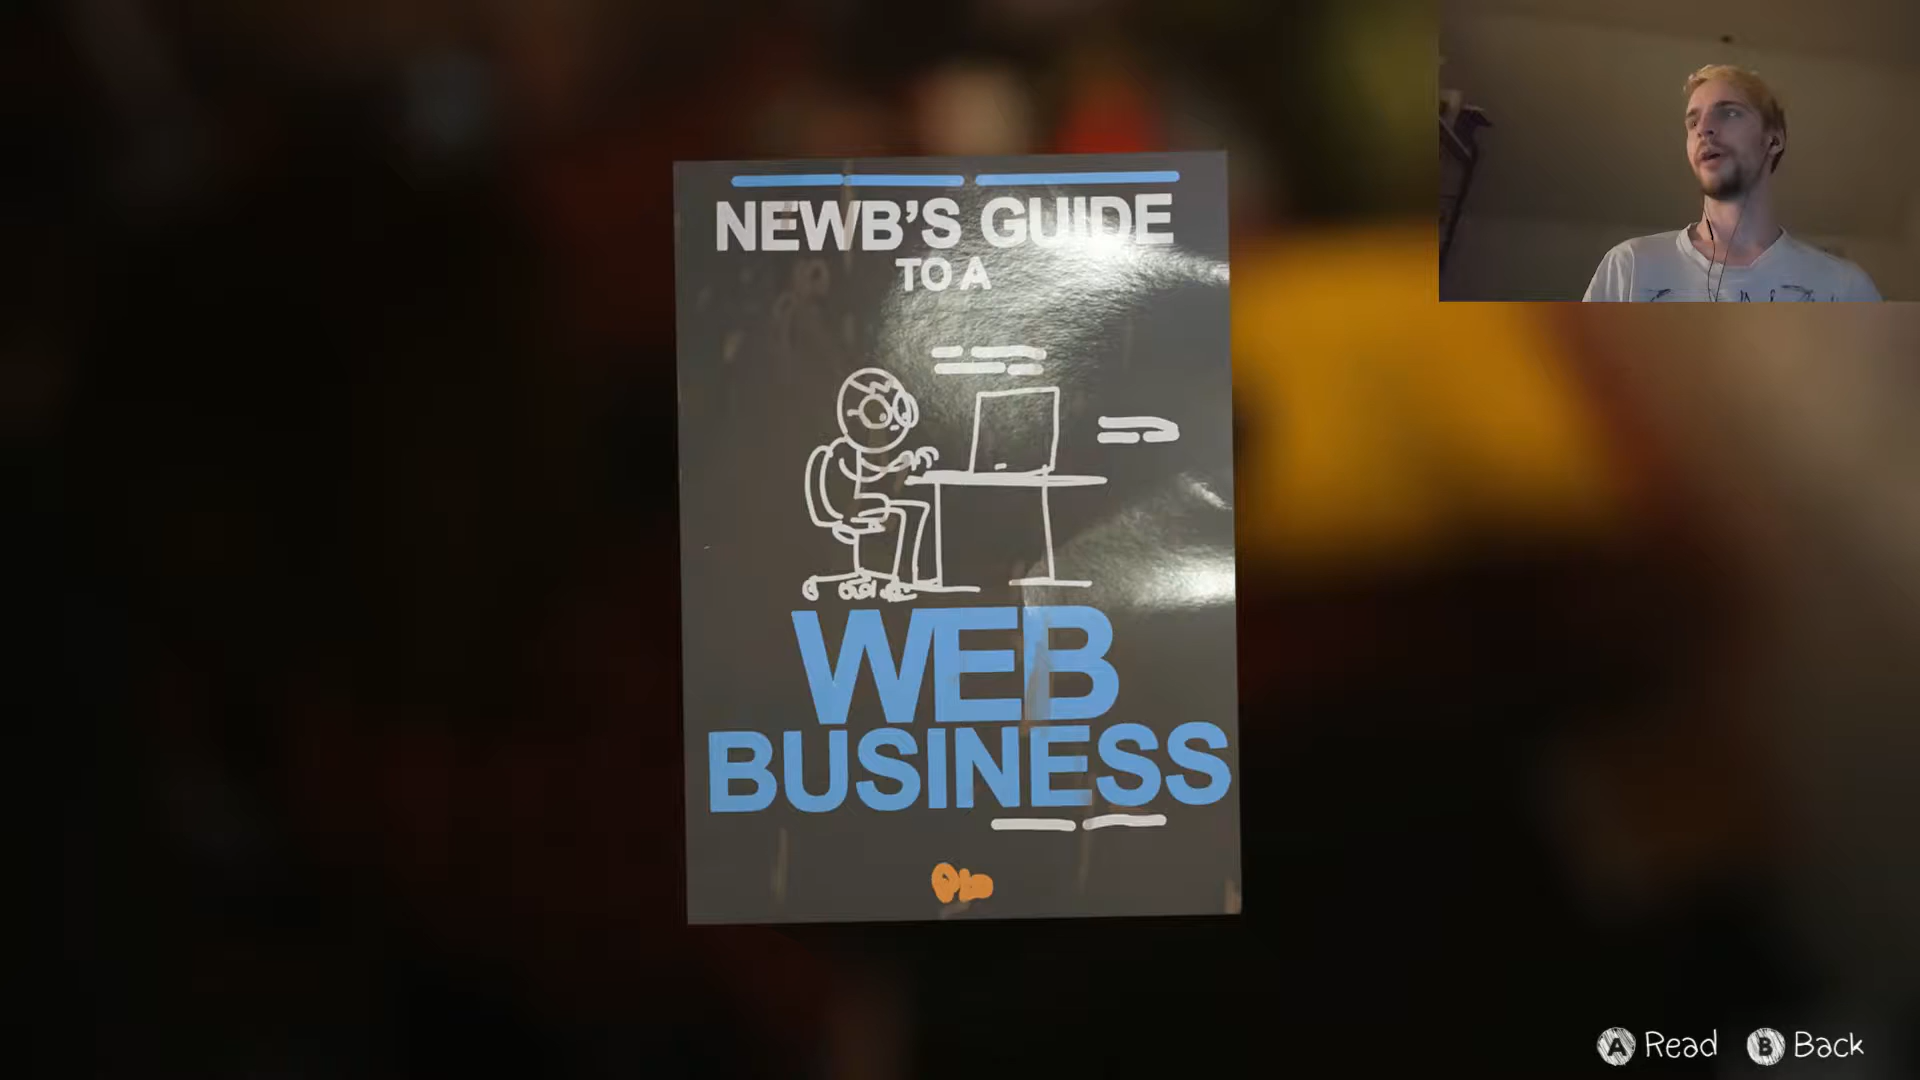 NEWB'S GUIDE
TO A
WEB
BUSINESS
A Read B Back